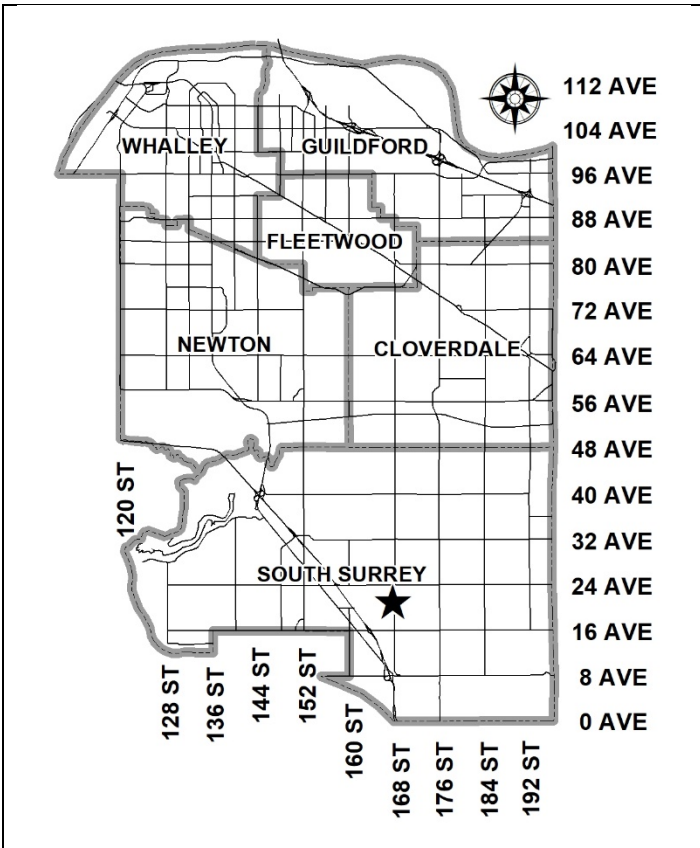 112 AVE
104 AVE
WHALLEY
GUILDFORD
96 AVE
88 AVE
FLEETWOOD
80 AVE
72 AVE
NEWTON
CLOVERDALE
64 AVE
56 AVE
48 AVE
120 ST
40 AVE
32 AVE
SOUTH SURREY
24 AVE
16 AVE
8 AVE
0 AVE
128 ST
136 ST
144 ST
152 ST
160 ST
168 ST
176 ST
184 ST
192 ST